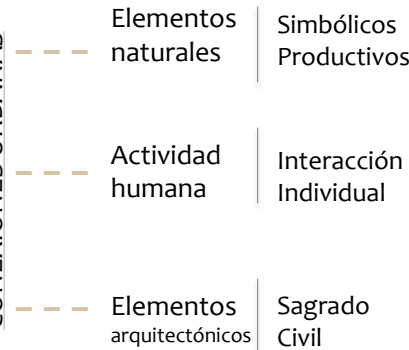 Elementos
naturales
Simbólicos
Productivos
Actividad
humana
Interacción
Individual
Elementos
arquitectónicos
Sagrado
Civil